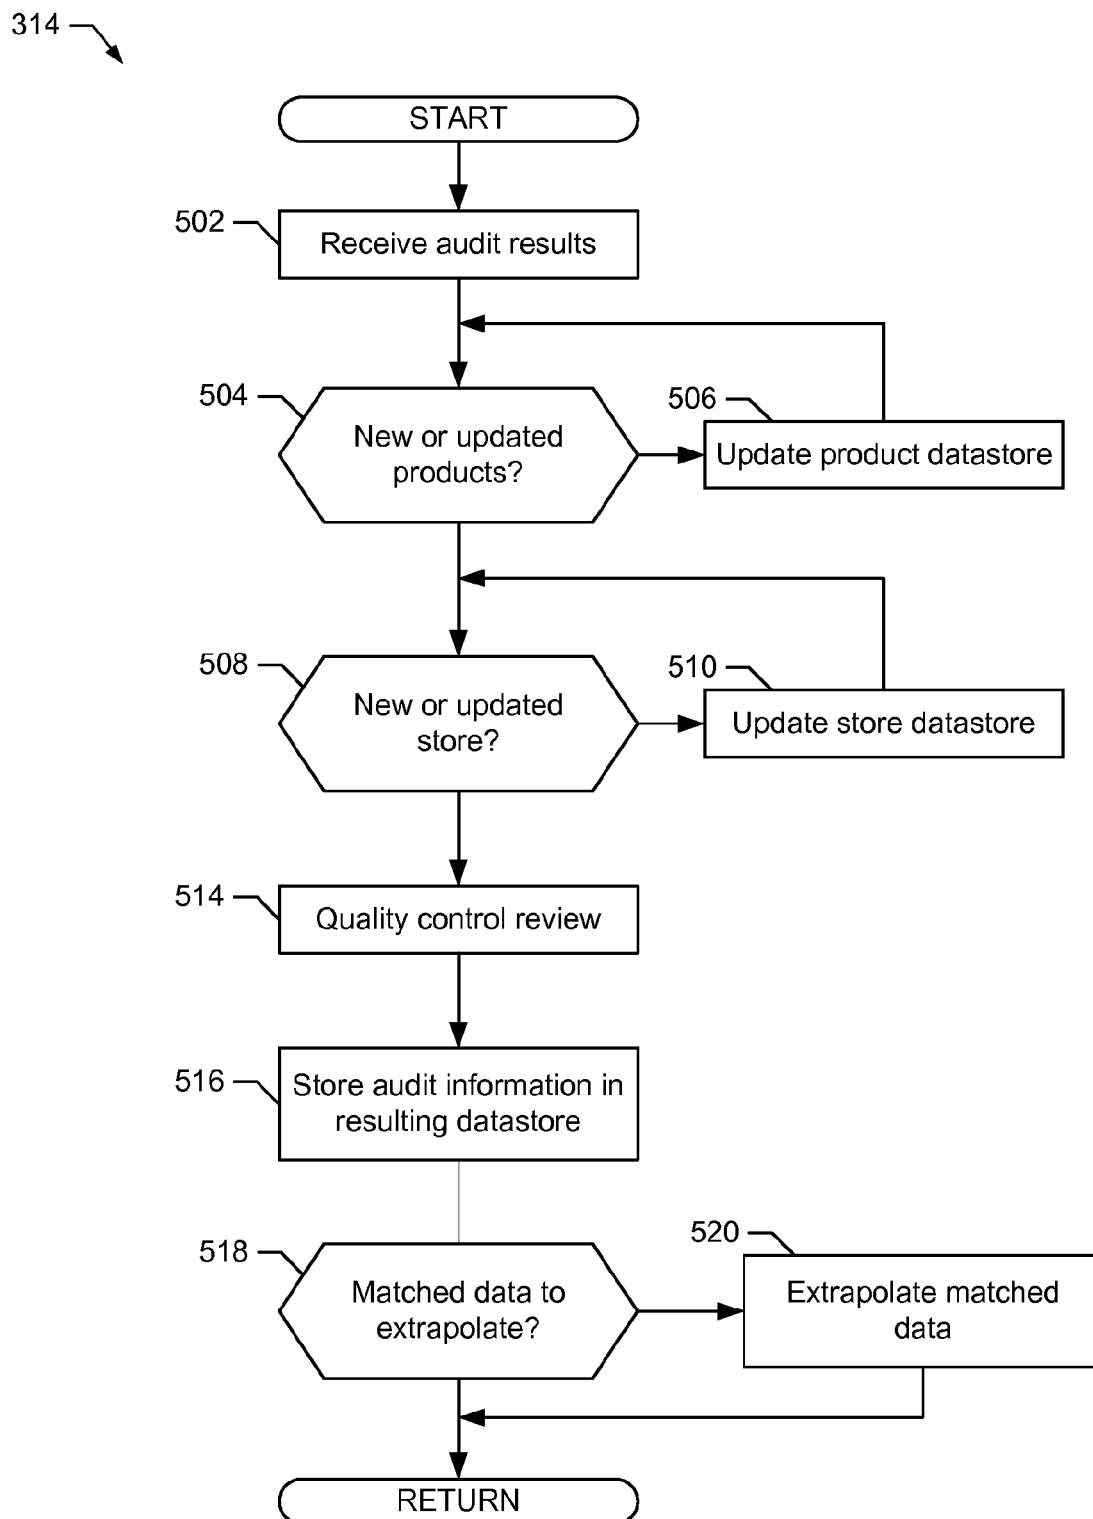 314
START
502
Receive audit results
504
New or updated
products?
506
Update product datastore
508
New or updated
store?
510
Update store datastore
514
Quality control review
516
Store audit information in
resulting datastore
518
Matched data to
extrapolate?
520
Extrapolate matched
data
RETURN